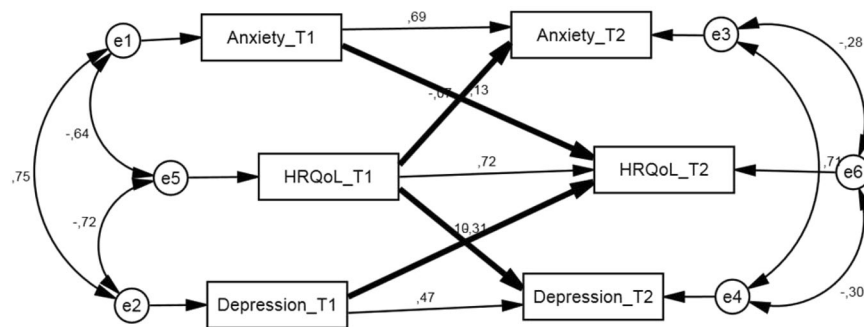 ,69
e1
Anxiety_T1
Anxiety_T2
e3
-,28
,13
-,64
,75
,72
,71
e5
HRQoL_T1
HRQoL_T2
e6
-,72
-,31
,47
e2
Depression_T1
Depression_T2
e4
-,30